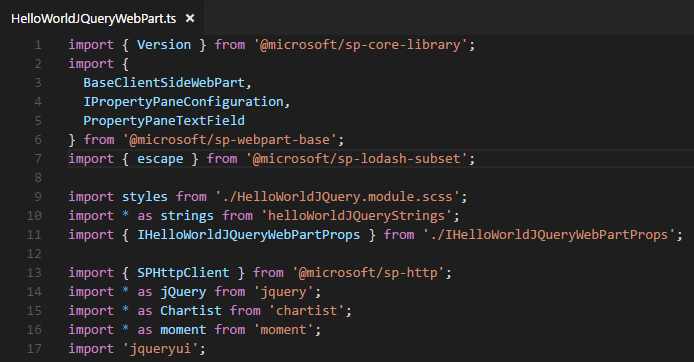 HelloWorldJQueryWebPart.ts ×
1 import { Version } from '@microsoft/sp-core-library';
2 import {
3   BaseClientSideWebPart,
4   IPropertyPaneConfiguration,
5   PropertyPaneTextField
6 } from '@microsoft/sp-webpart-base';
7 import { escape } from '@microsoft/sp-lodash-subset';
8
9 import styles from './HelloWorldJQuery.module.scss';
10 import * as strings from 'helloWorldJQueryStrings';
11 import { IHelloWorldJQueryWebPartProps } from './IHelloWorldJQueryWebPartProps';
12
13 import { SPHttpClient } from '@microsoft/sp-http';
14 import * as jQuery from 'jquery';
15 import * as Chartist from 'chartist';
16 import * as moment from 'moment';
17 import 'jqueryui';